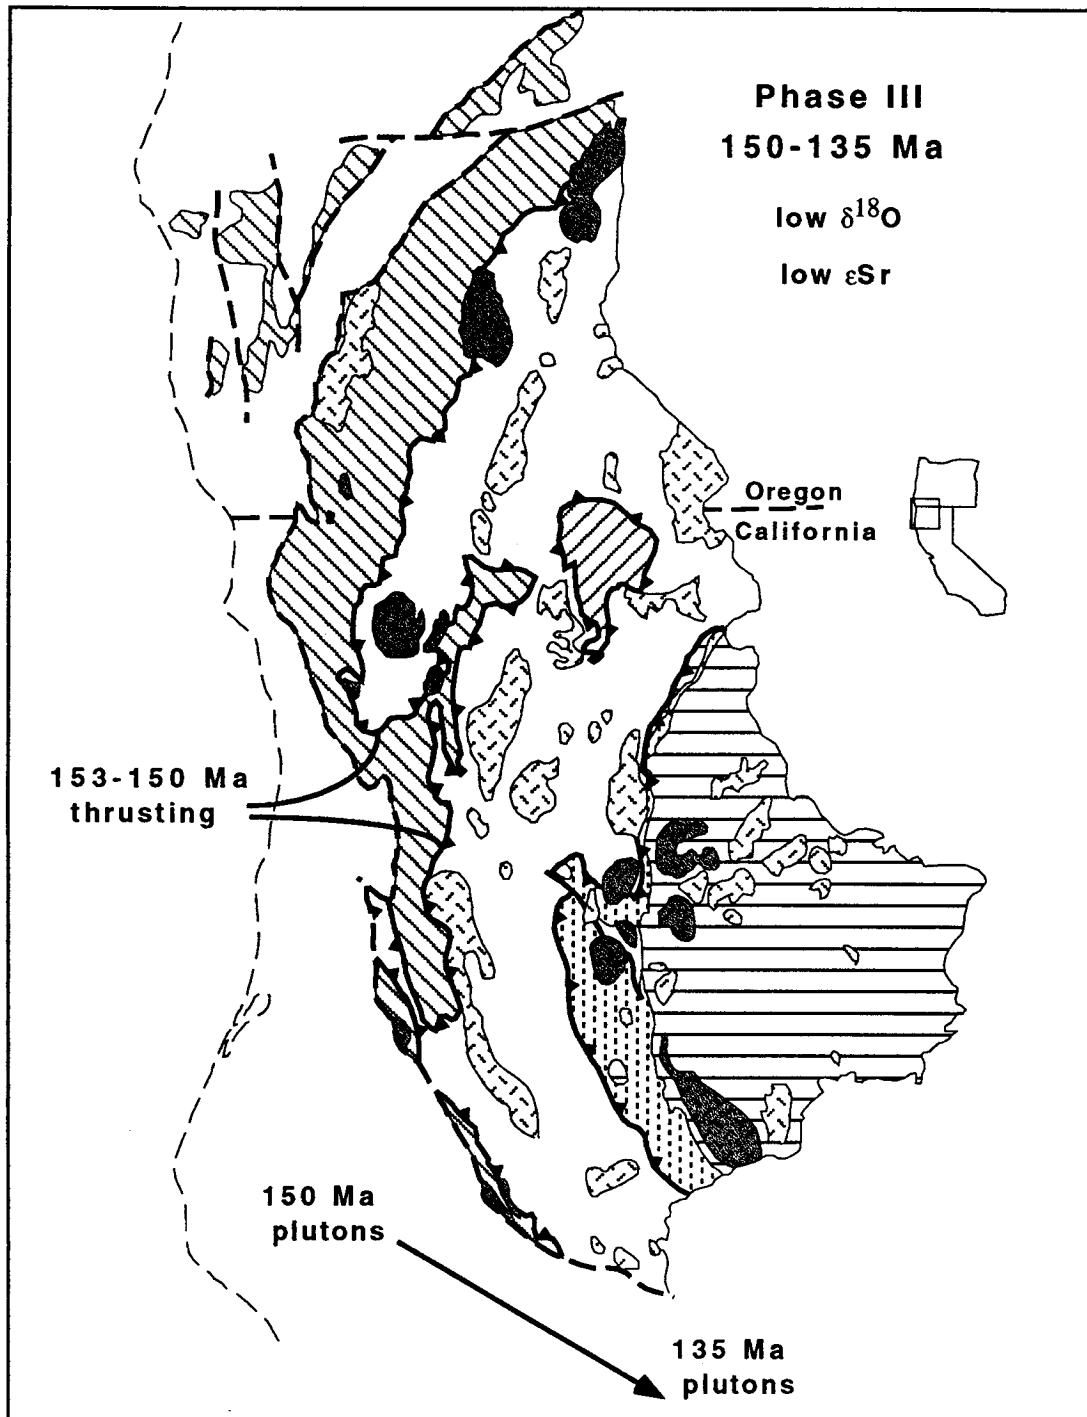 Phase III
150-135 Ma
low δ¹⁸O
low εSr
Oregon
California
153-150 Ma
thrusting
150 Ma
plutons
135 Ma
plutons